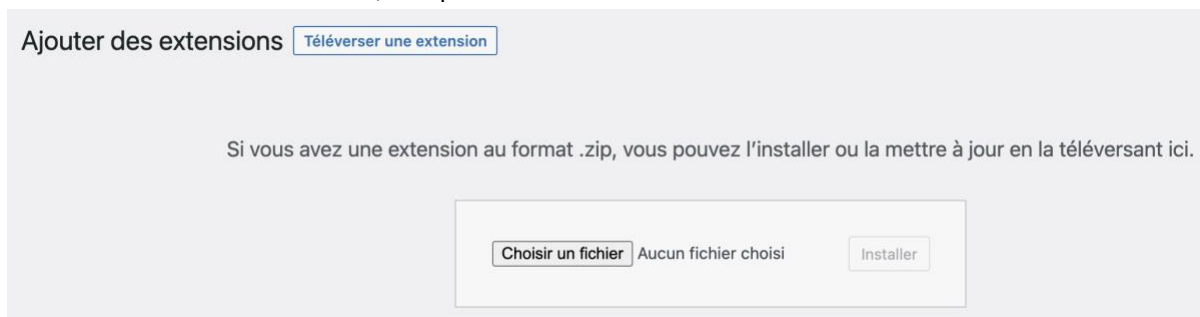 Ajouter des extensions Téléverser une extension
Si vous avez une extension au format .zip, vous pouvez l'installer ou la mettre à jour en la téléversant ici.
Choisir un fichier Aucun fichier choisi Installer